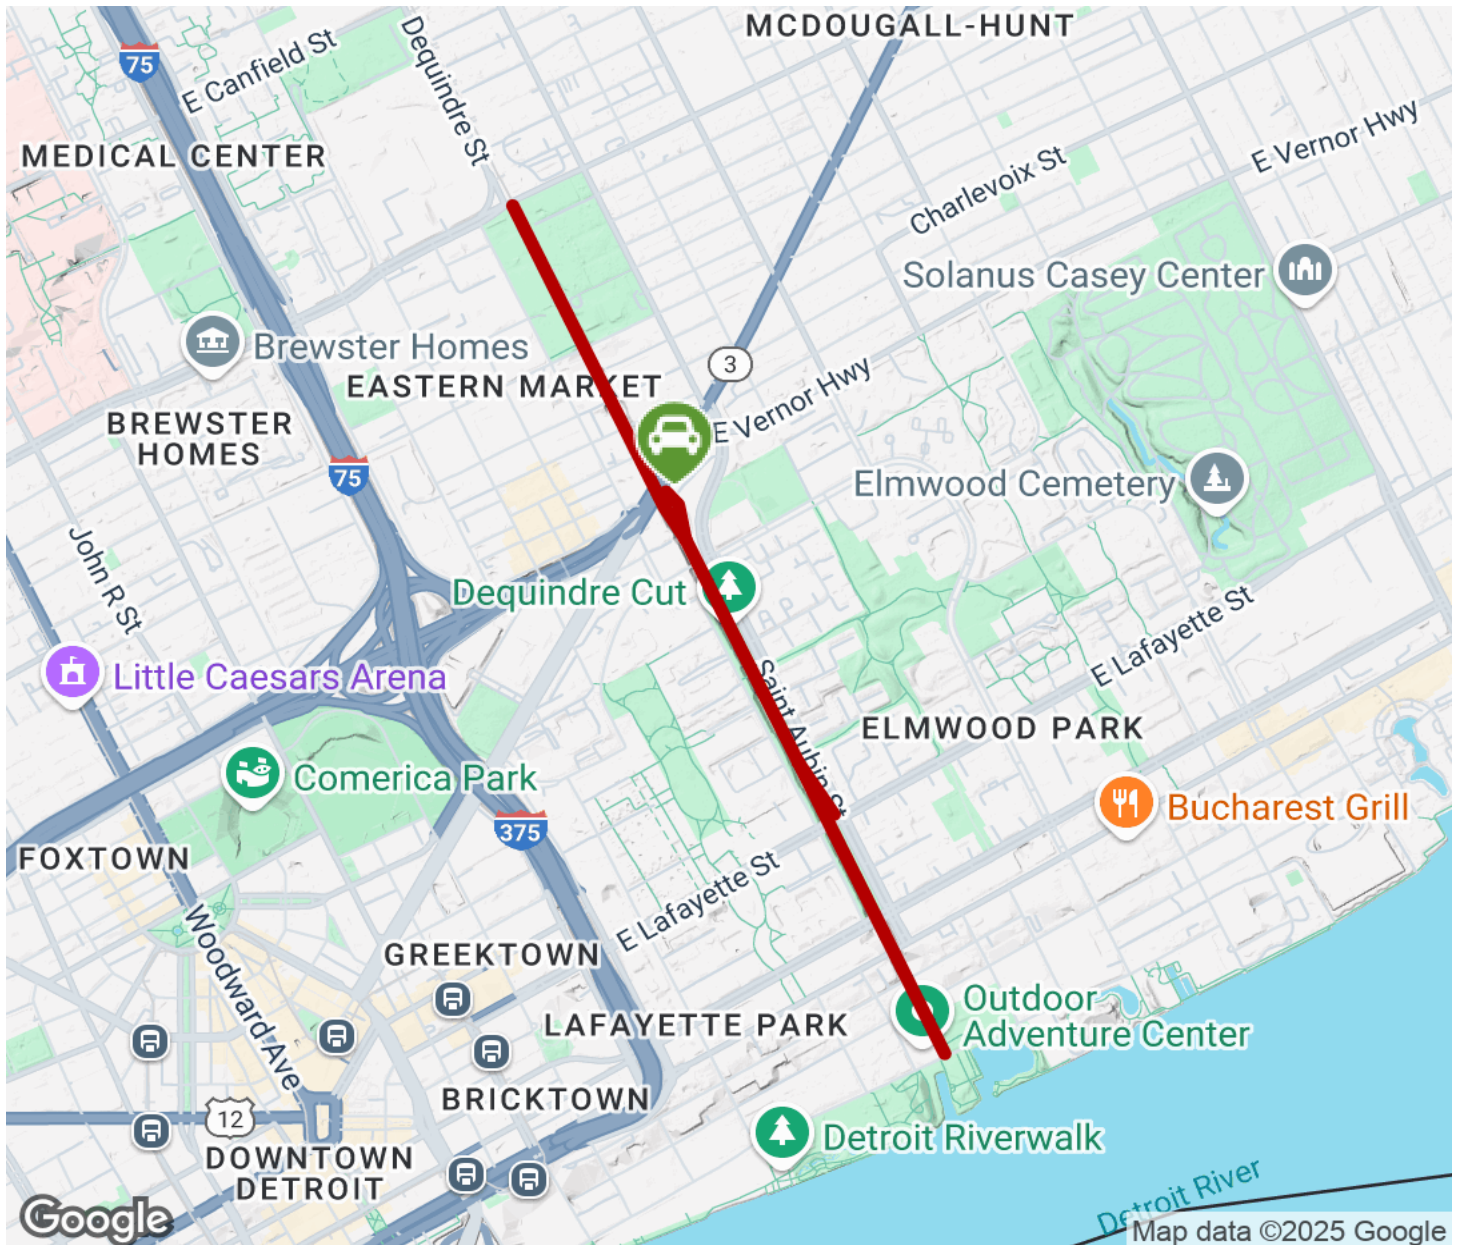 MCDOUGALL-HUNT
Dequindre St
75
E Canfield St
E Vernor Hwy
MEDICAL CENTER
Charlevoix St
Solanus Casey Center
Brewster Homes
3
EASTERN MARKET
E Vernor Hwy
BREWSTER
HOMES
75
Elmwood Cemetery
John R St
Dequindre Cut
E Lafayette St
Little Caesars Arena
Saint Aubin St
ELMWOOD PARK
Comerica Park
Bucharest Grill
375
FOXTOWN
E Lafayette St
Woodward Ave
GREEKTOWN
Outdoor
Adventure Center
LAFAYETTE PARK
BRICKTOWN
12
Detroit Riverwalk
DOWNTOWN
DETROIT
Detroit River
Google
Map data ©2025 Google